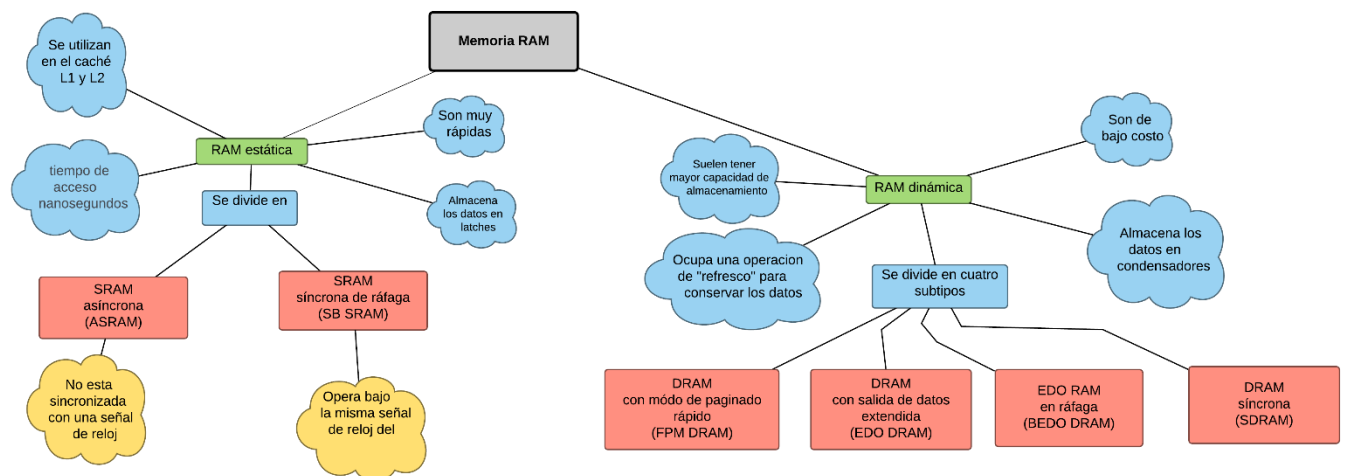 Memoria RAM
Se utilizan
en el caché
L1 y L2
Son muy
rápidas
RAM estática
tiempo de
acceso
nanosegundos
Se divide en
Almacena
los datos en
latches
SRAM
asíncrona
(ASRAM)
SRAM
síncrona de ráfaga
(SB SRAM)
No esta
sincronizada
con una señal
de reloj
Opera bajo
la misma señal
de reloj del
Son de
bajo costo
Suelen tener
mayor capacidad de
almacenamiento
RAM dinámica
Ocupa una operacion
de "refresco" para
conservar los datos
Almacena los
datos en
condensadores
Se divide en cuatro
subtipos
DRAM
con módo de paginado
rápido
(FPM DRAM)
DRAM
con salida de datos
extendida
(EDO DRAM)
EDO RAM
en ráfaga
(BEDO DRAM)
DRAM
síncrona
(SDRAM)